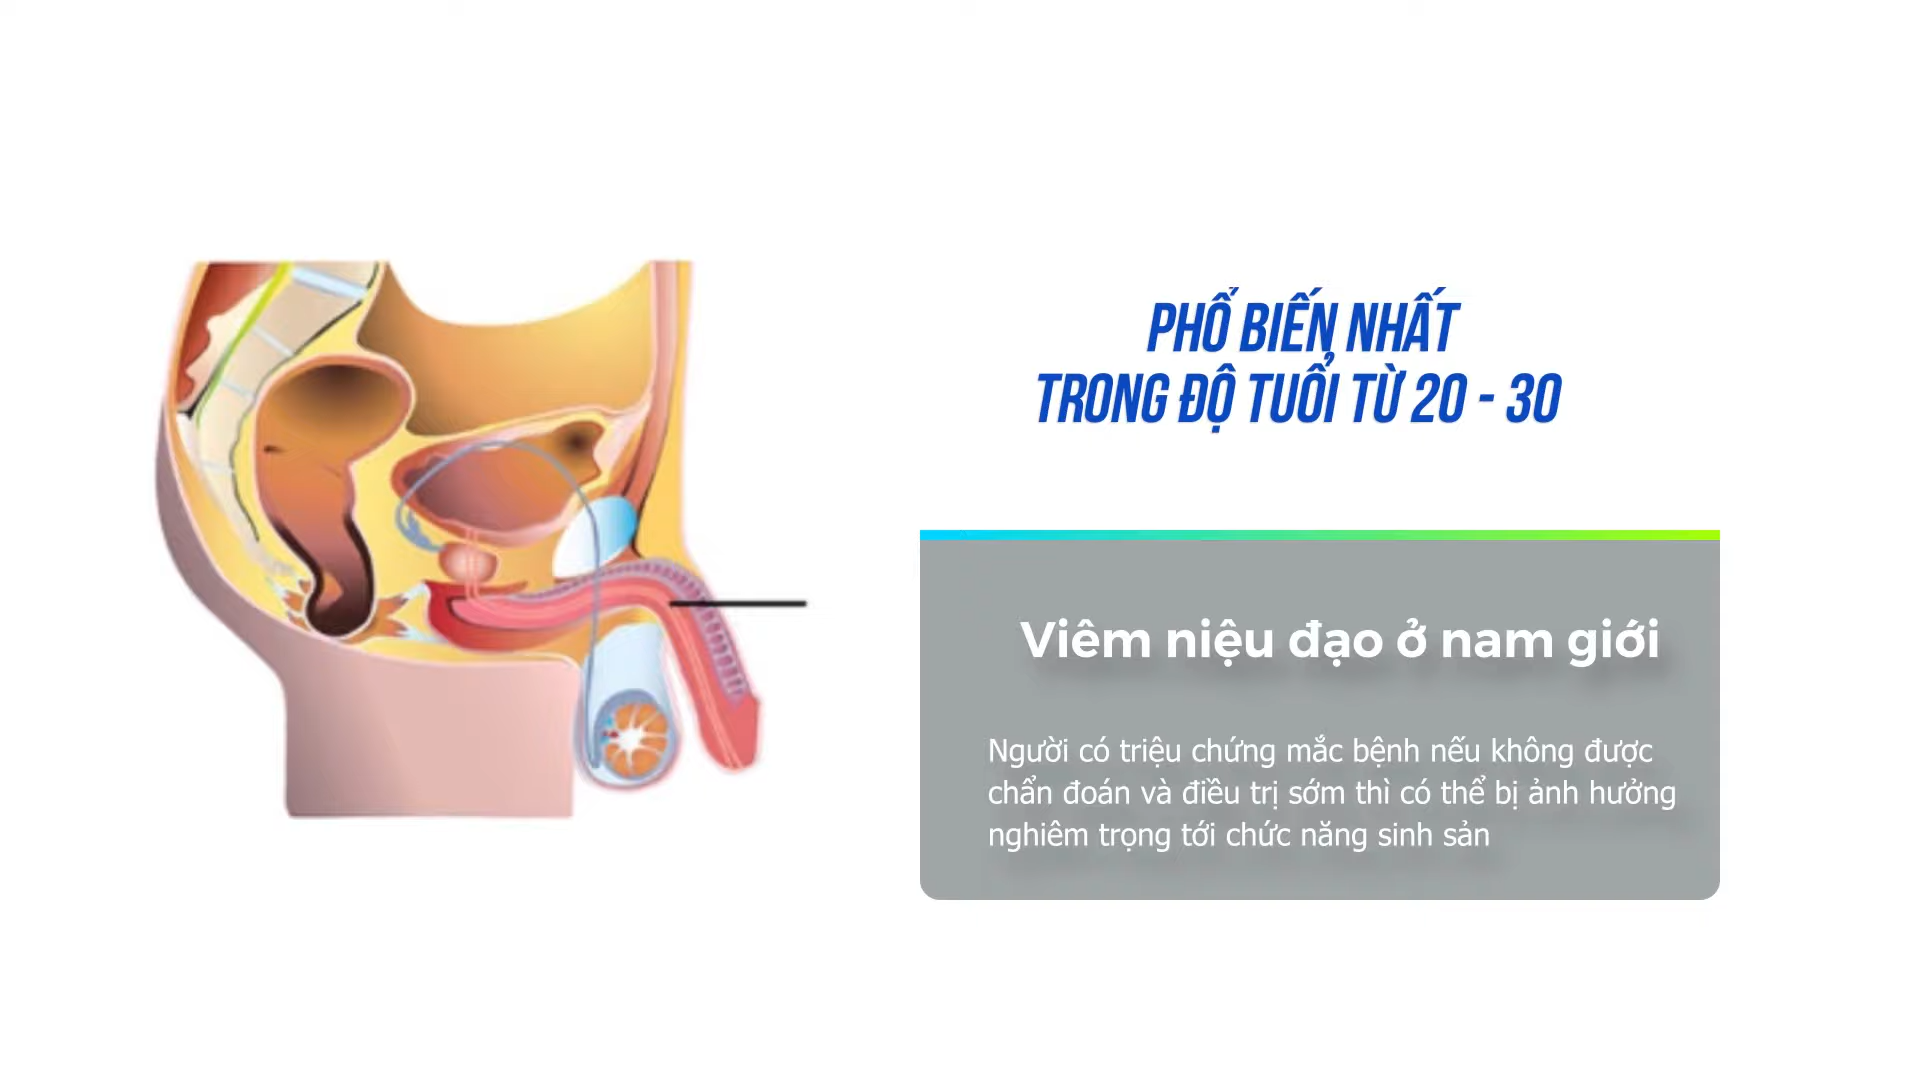 PHỔ BIẾN NHẤT
TRONG ĐỘ TUỔI TỪ 20 - 30
Viêm niệu đạo ở nam giới
Người có triệu chứng mắc bệnh nếu không được
chẩn đoán và điều trị sớm thì có thể bị ảnh hưởng
nghiêm trọng tới chức năng sinh sản